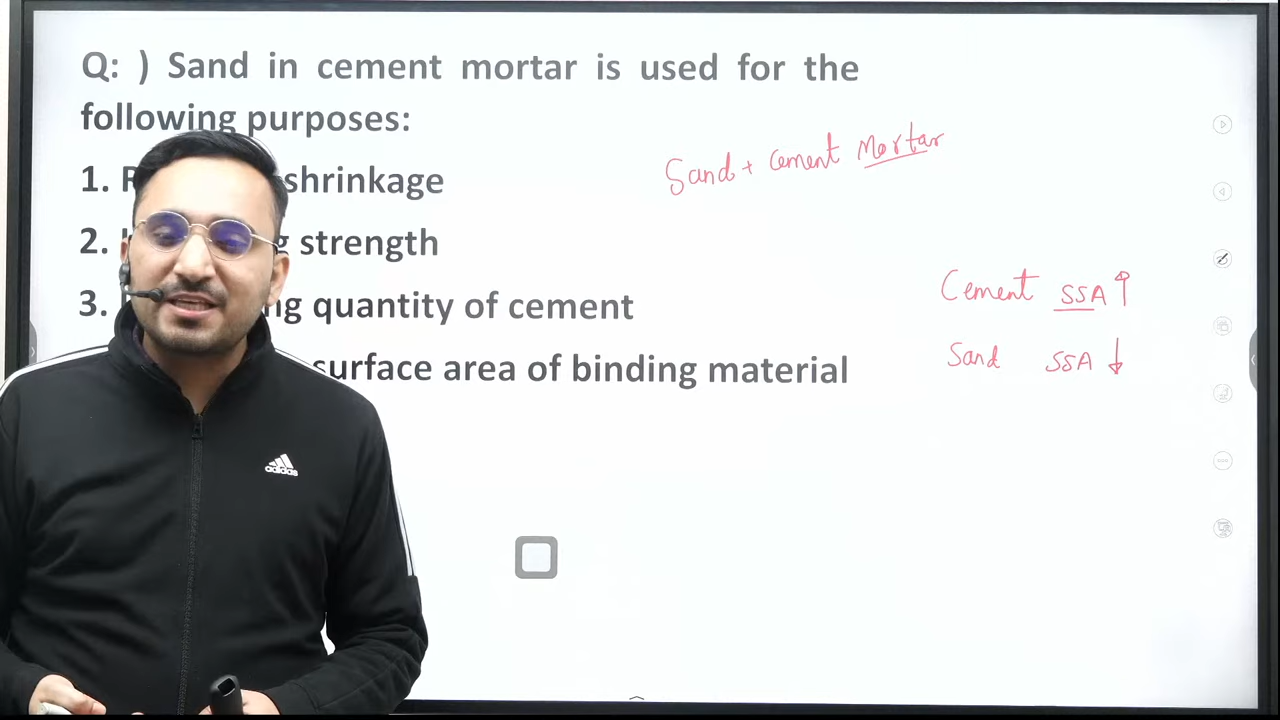 Q: ) Sand in cement mortar is used for the
following purposes:
Sand + Cement Mortar
1. shrinkage
2. strength
3. quantity of cement
surface area of binding material
Cement SSA ↑
Sand SSA ↓
adidas